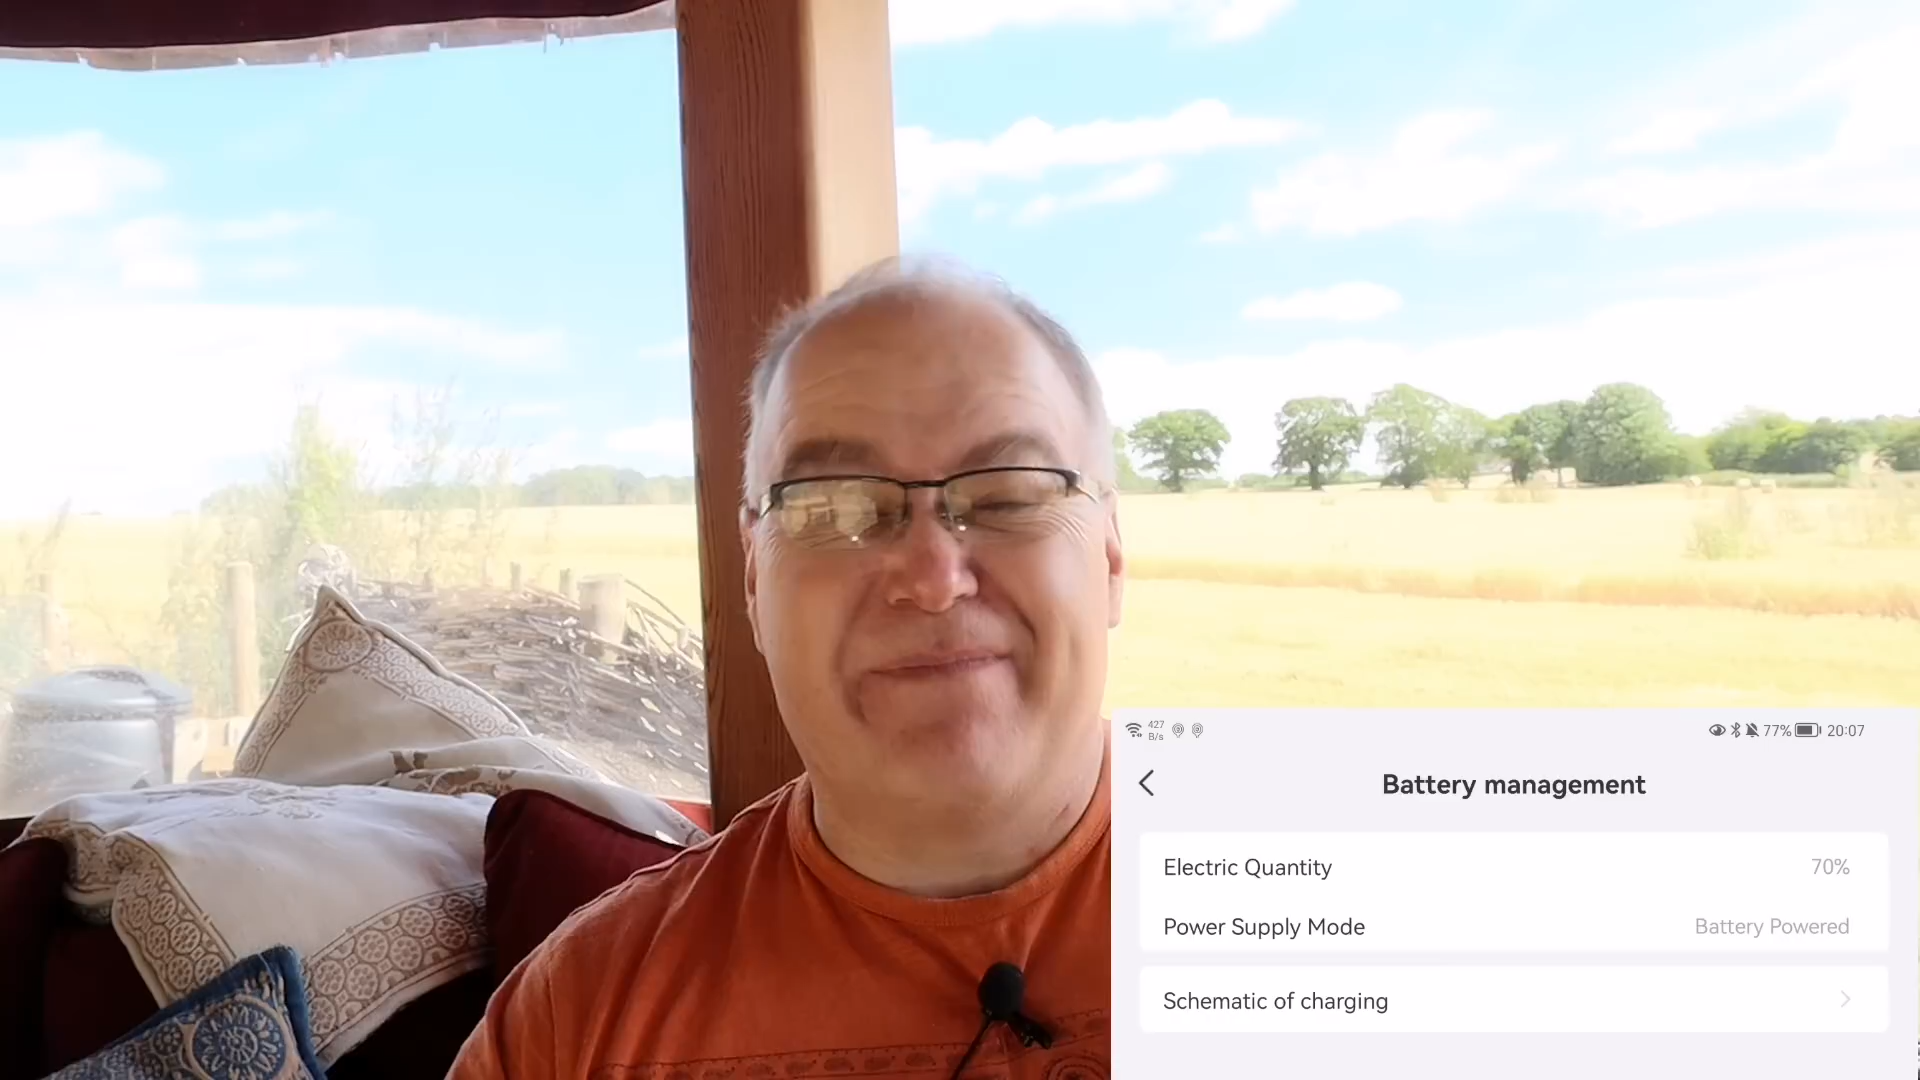 427
B/s
77% 20:07
Battery management
Electric Quantity 70%
Power Supply Mode Battery Powered
Schematic of charging